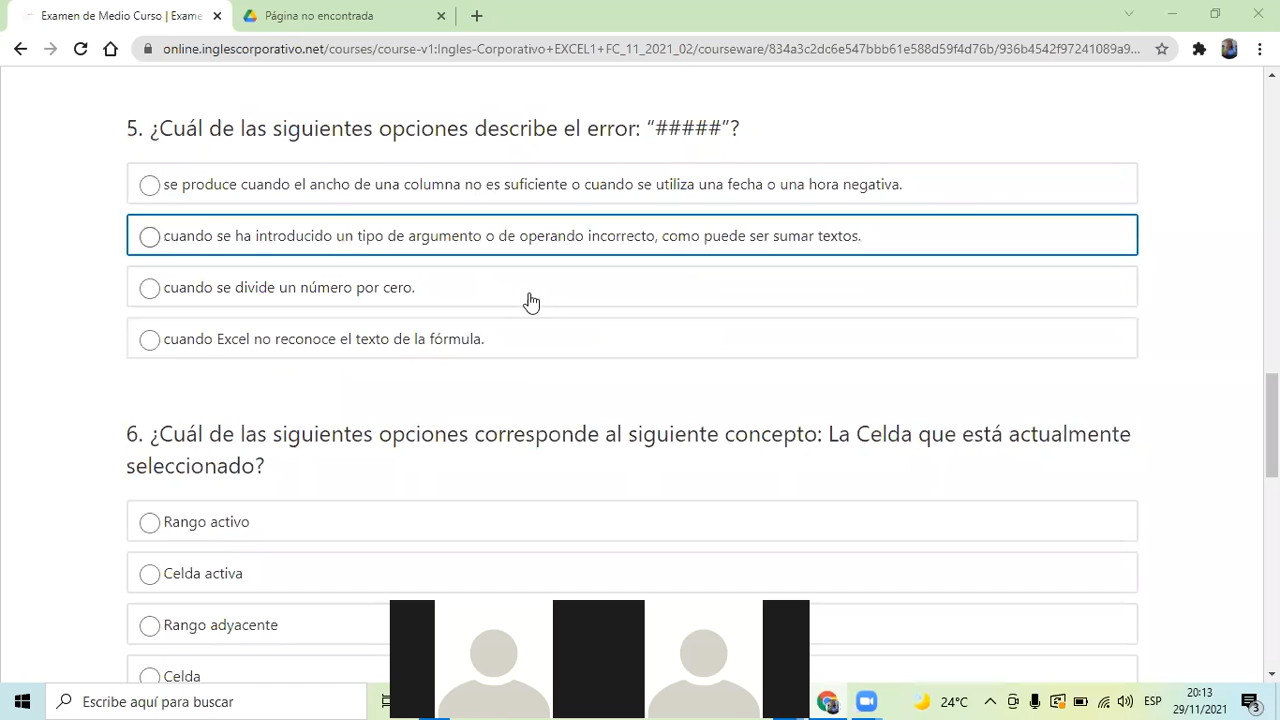 Examen de Medio Curso | Exame
Página no encontrada
online.inglescorporativo.net/courses/course-v1:Ingles-Corporativo+EXCEL1+FC_11_2021_02/courseware/834a3c2dc6e547bbb61e588d59f4d76b/936b4542f97241089a9...
5. ¿Cuál de las siguientes opciones describe el error: “#####”?
se produce cuando el ancho de una columna no es suficiente o cuando se utiliza una fecha o una hora negativa.
cuando se ha introducido un tipo de argumento o de operando incorrecto, como puede ser sumar textos.
cuando se divide un número por cero.
cuando Excel no reconoce el texto de la fórmula.
6. ¿Cuál de las siguientes opciones corresponde al siguiente concepto: La Celda que está actualmente
seleccionado?
Rango activo
Celda activa
Rango adyacente
Celda
Escribe aquí para buscar
24°C
ESP
20:13
29/11/2021
3